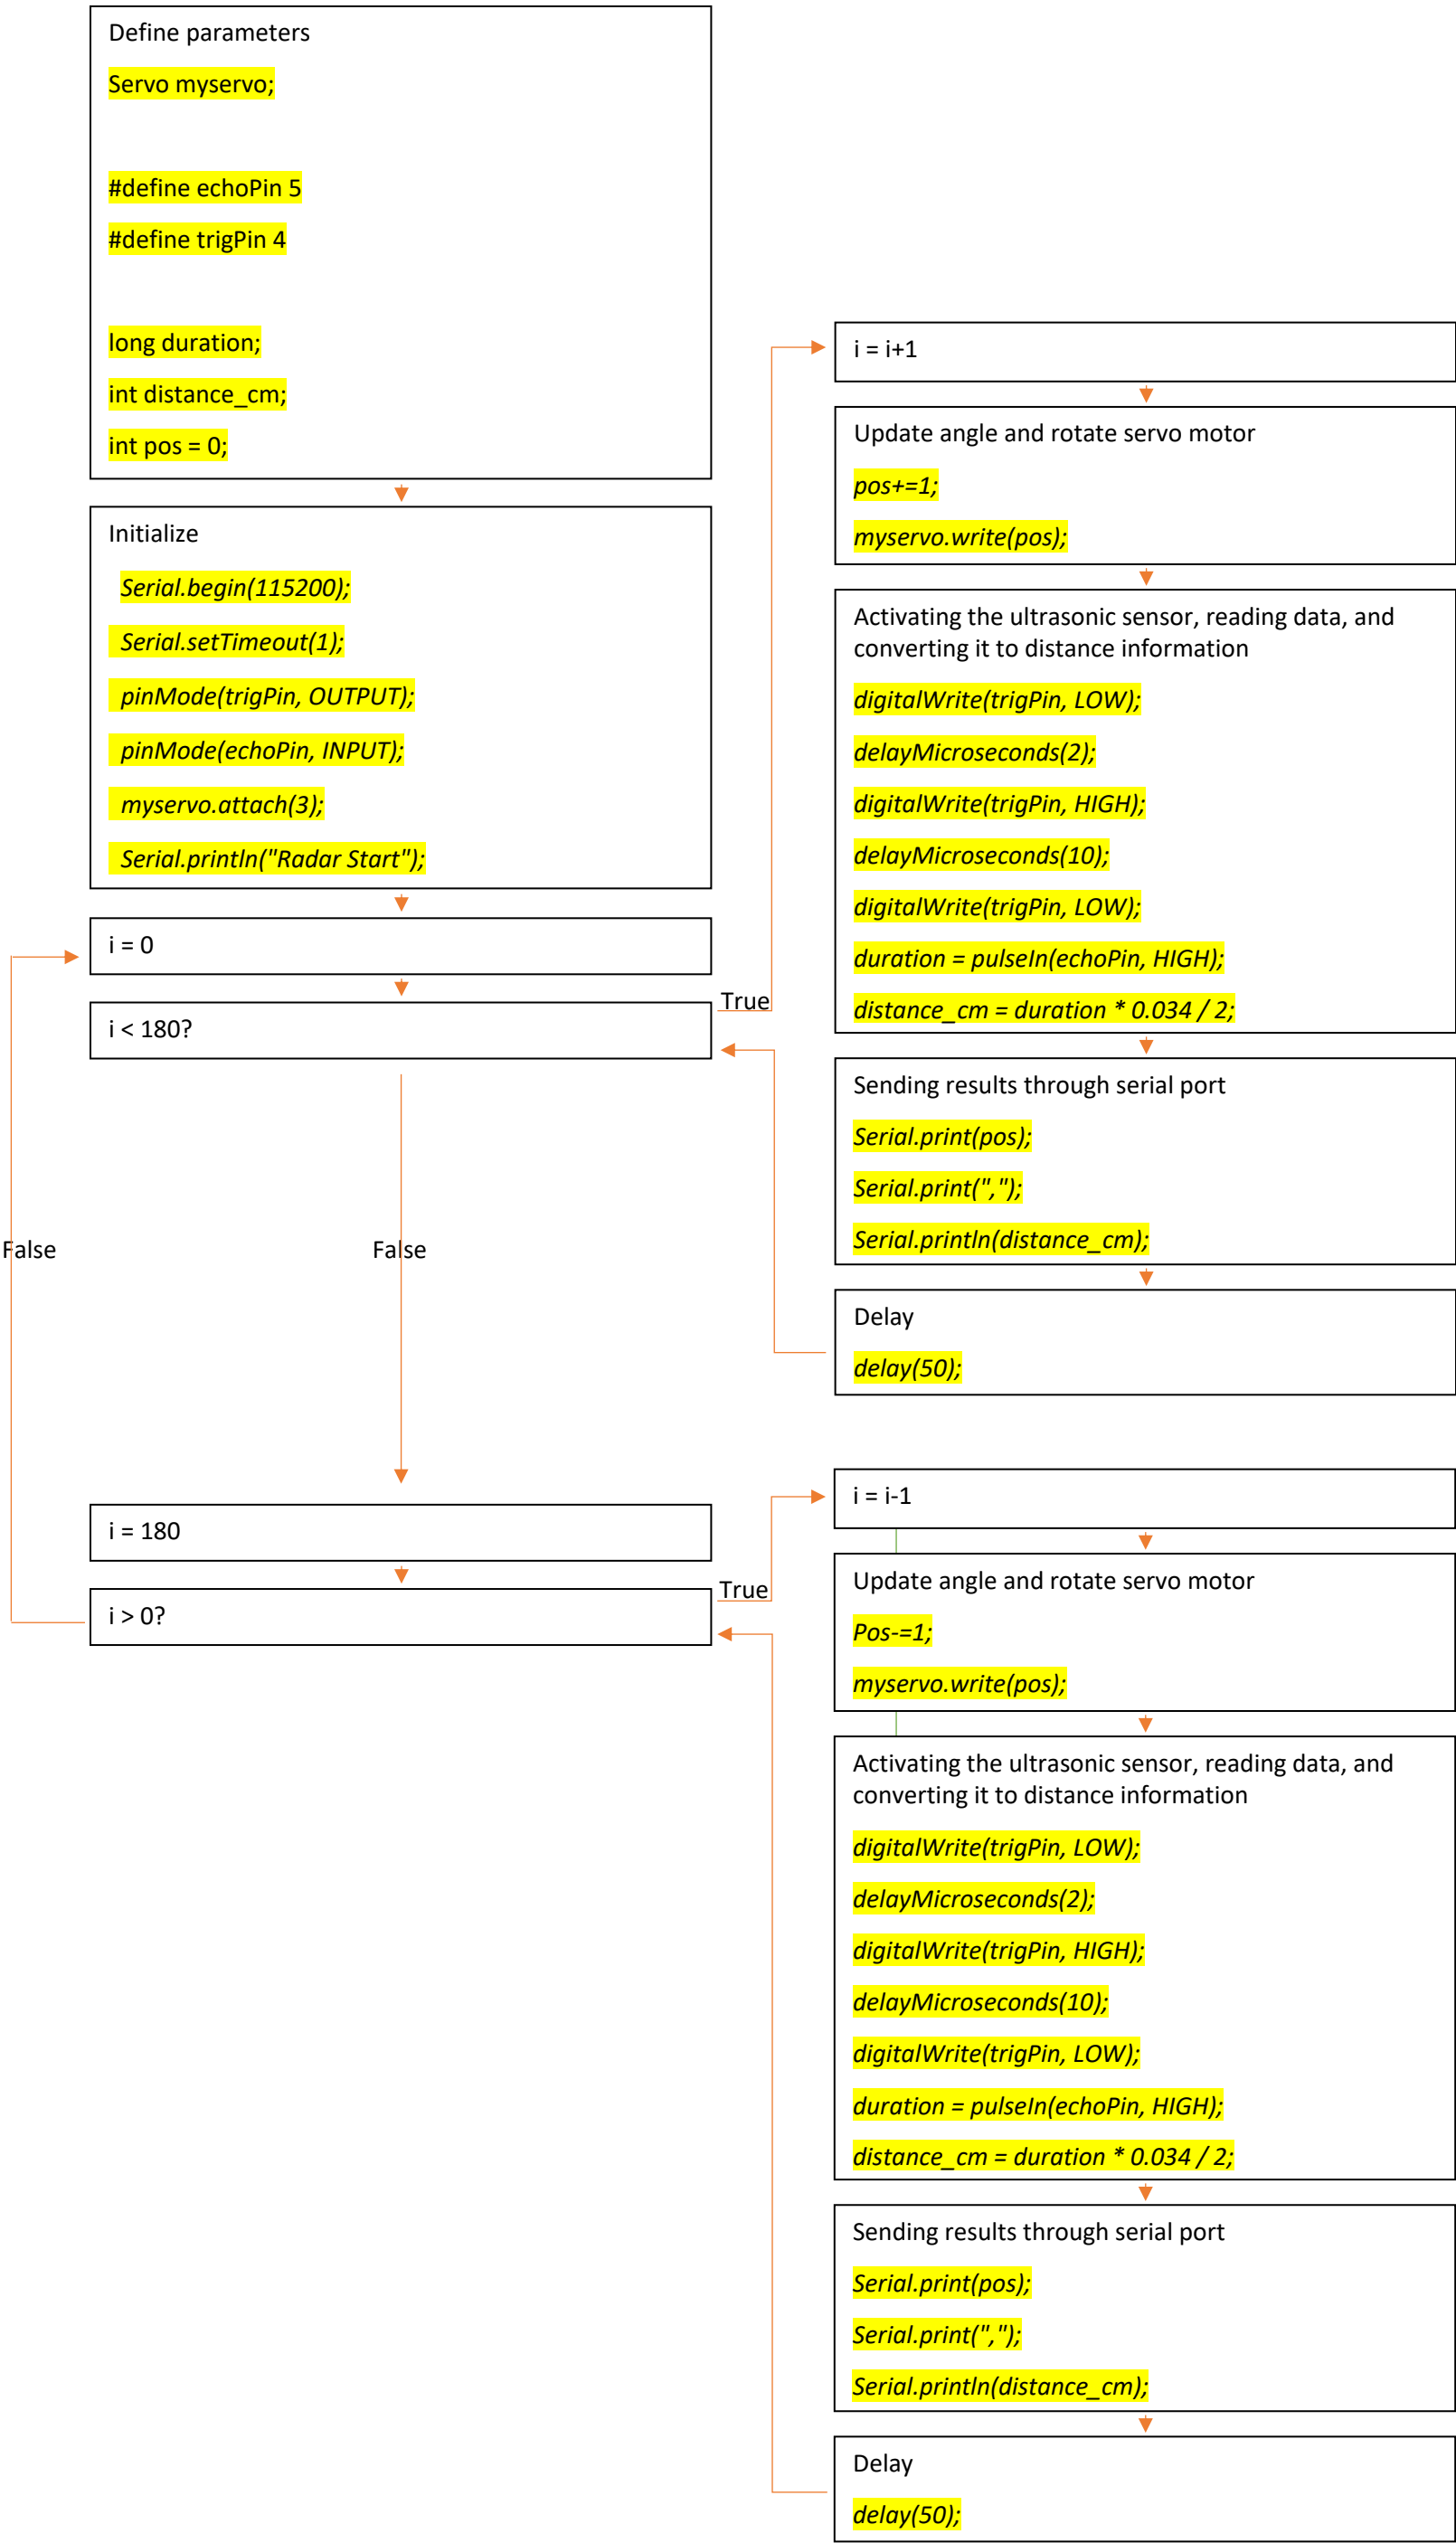 Define parameters
Servo myservo;
#define echoPin 5
#define trigPin 4
long duration;
int distance_cm;
int pos = 0;
Initialize
Serial.begin(115200);
Serial.setTimeout(1);
pinMode(trigPin, OUTPUT);
pinMode(echoPin, INPUT);
myservo.attach(3);
Serial.println("Radar Start");
i = 0
i < 180?
True
False
False
i = i+1
Update angle and rotate servo motor
pos+=1;
myservo.write(pos);
Activating the ultrasonic sensor, reading data, and
converting it to distance information
digitalWrite(trigPin, LOW);
delayMicroseconds(2);
digitalWrite(trigPin, HIGH);
delayMicroseconds(10);
digitalWrite(trigPin, LOW);
duration = pulseIn(echoPin, HIGH);
distance_cm = duration * 0.034 / 2;
Sending results through serial port
Serial.print(pos);
Serial.print(",");
Serial.println(distance_cm);
Delay
delay(50);
i = 180
i > 0?
True
i = i-1
Update angle and rotate servo motor
Pos-=1;
myservo.write(pos);
Activating the ultrasonic sensor, reading data, and
converting it to distance information
digitalWrite(trigPin, LOW);
delayMicroseconds(2);
digitalWrite(trigPin, HIGH);
delayMicroseconds(10);
digitalWrite(trigPin, LOW);
duration = pulseIn(echoPin, HIGH);
distance_cm = duration * 0.034 / 2;
Sending results through serial port
Serial.print(pos);
Serial.print(",");
Serial.println(distance_cm);
Delay
delay(50);